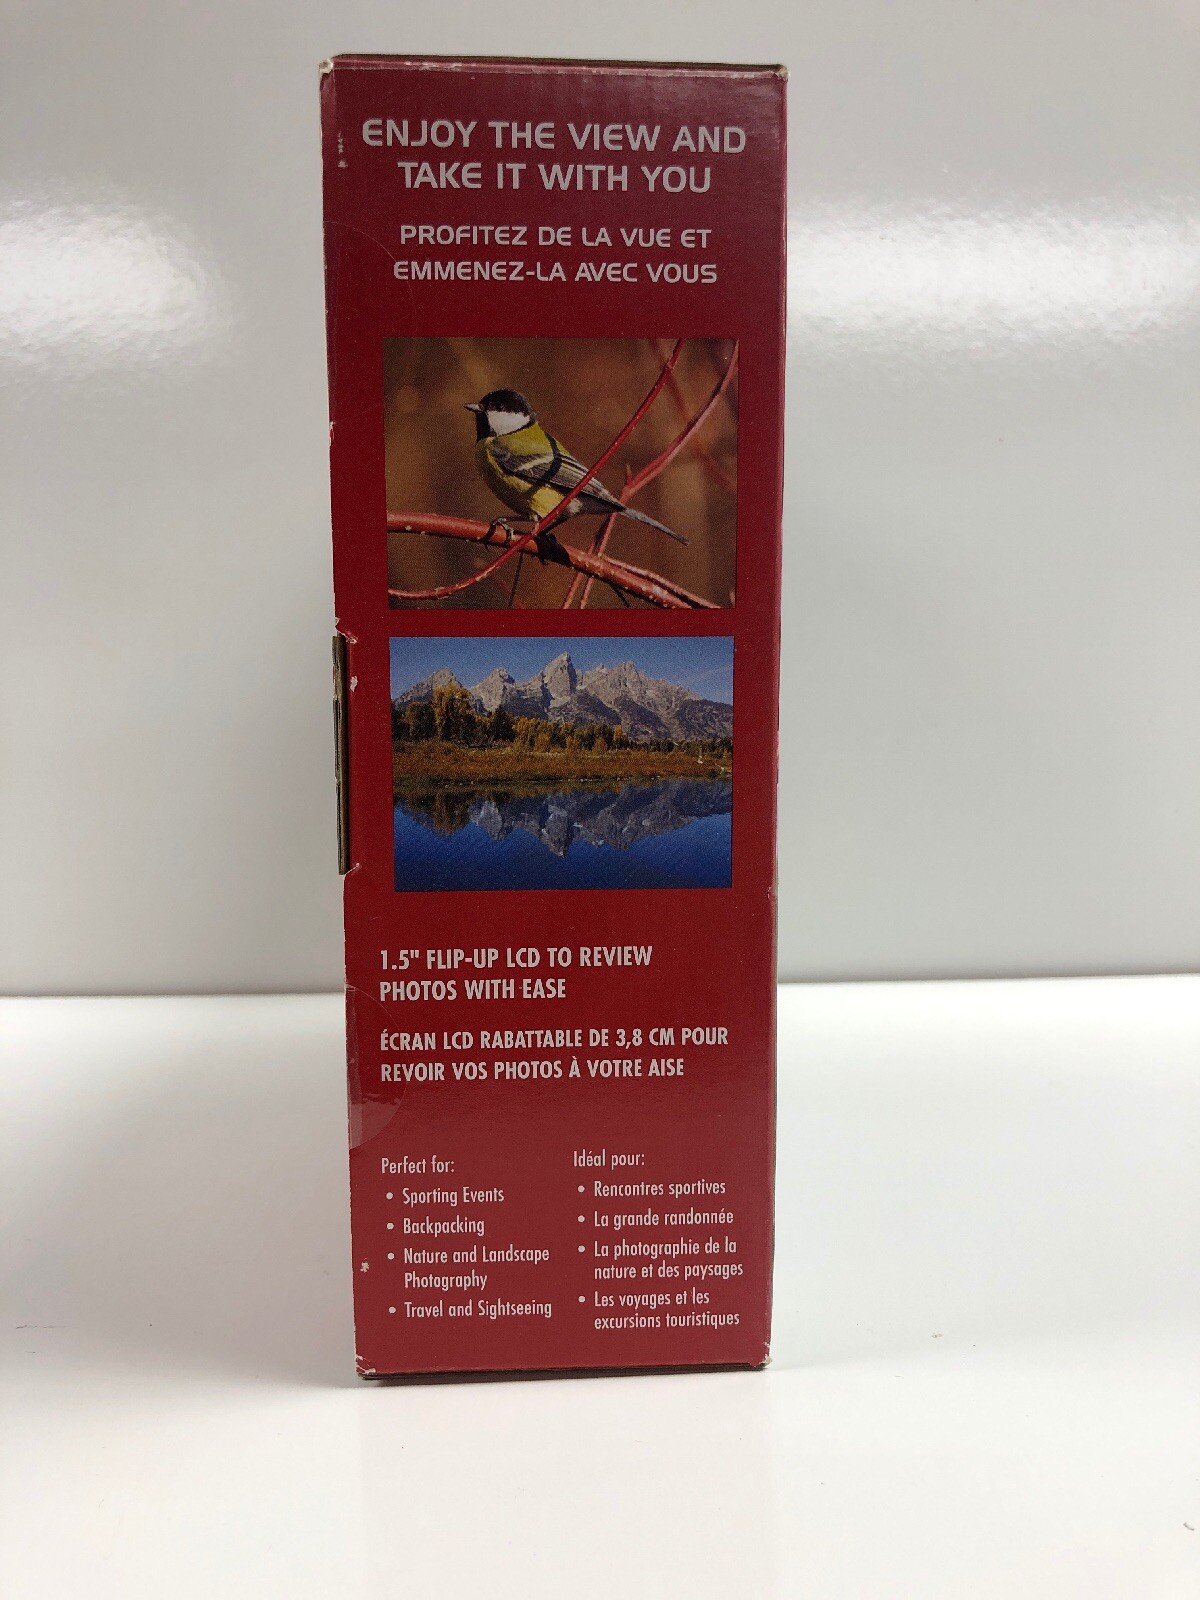 ENJOY THE VIEW AND
TAKE IT WITH YOU
PROFITEZ DE LA VUE ET
EMMENEZ-LA AVEC VOUS
1.5" FLIP-UP LCD TO REVIEW
PHOTOS WITH EASE
ÉCRAN LCD RABATTABLE DE 3,8 CM POUR
REVOIR VOS PHOTOS À VOTRE AISE
Perfect for:
• Sporting Events
• Backpacking
• Nature and Landscape
Photography
• Travel and Sightseeing
Idéal pour:
• Rencontres sportives
• La grande randonnée
• La photographie de la
nature et des paysages
• Les voyages et les
excursions touristiques